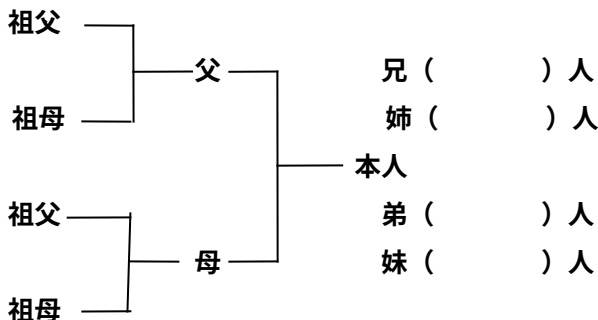 祖父
父
兄（　　　）人
祖母
姉（　　　）人
本人
祖父
弟（　　　）人
母
妹（　　　）人
祖母